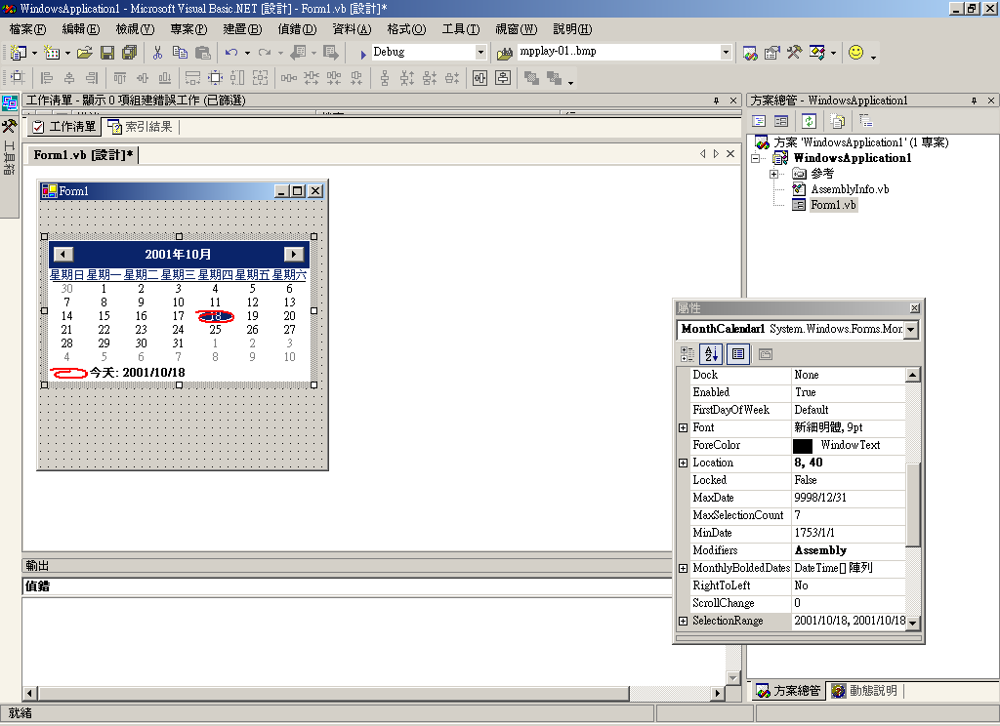 WindowsApplication1 - Microsoft Visual Basic.NET [設計] - Form1.vb [設計]*
檔案(F) 編輯(E) 檢視(V) 專案(P) 建置(B) 偵錯(D) 資料(A) 格式(O) 工具(T) 視窗(W) 說明(H)
Debug mpplay-01..bmp
工具箱
工作清單 - 顯示 0 項組建錯誤工作 (已篩選)
工作清單 索引結果
Form1.vb [設計]*
Form1
2001年10月
星期日 星期一 星期二 星期三 星期四 星期五 星期六
30 1 2 3 4 5 6
7 8 9 10 11 12 13
14 15 16 17 18 19 20
21 22 23 24 25 26 27
28 29 30 31 1 2 3
4 5 6 7 8 9 10
今天: 2001/10/18
輸出
偵錯
方案總管 - WindowsApplication1
方案 'WindowsApplication1' (1 專案)
WindowsApplication1
參考
AssemblyInfo.vb
Form1.vb
屬性
MonthCalendar1 System.Windows.Forms.Mor
Dock None
Enabled True
FirstDayOfWeek Default
Font 新細明體, 9pt
ForeColor WindowText
Location 8, 40
Locked False
MaxDate 9998/12/31
MaxSelectionCount 7
MinDate 1753/1/1
Modifiers Assembly
MonthlyBoldedDates DateTime[] 陣列
RightToLeft No
ScrollChange 0
SelectionRange 2001/10/18, 2001/10/18
方案總管 動態說明
就緒